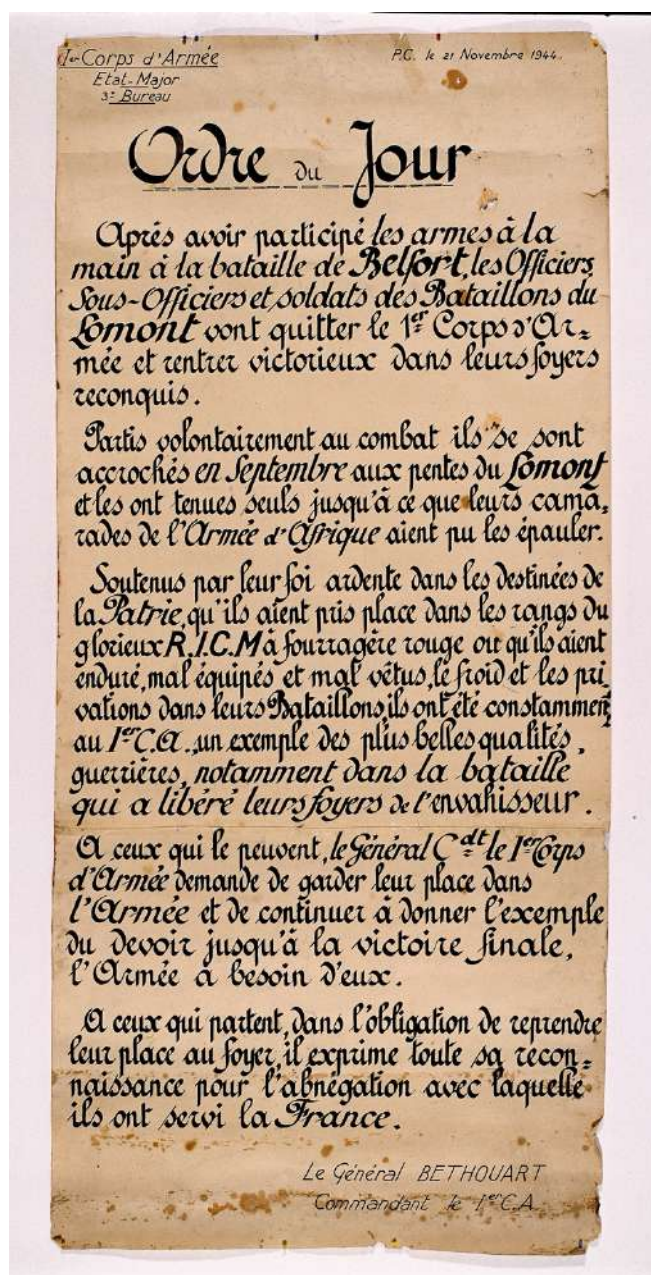 1er Corps d'Armée
Etat-Major
3e Bureau
P.C. le 21 Novembre 1944.
Ordre du Jour
Après avoir participé les armes à la
main à la bataille de Belfort, les Officiers,
Sous-Officiers et soldats des Bataillons du
Lomont vont quitter le 1er Corps d'Ar-
mée et rentrer victorieux dans leurs foyers
reconquis.
Partis volontairement au combat ils se sont
accrochés en Septembre aux pentes du Lomont
et les ont tenues seuls jusqu'à ce que leurs cama-
rades de l'Armée d'Afrique aient pu les épauler.
Soutenus par leur foi ardente dans les destinées de
la Patrie, qu'ils aient pris place dans les rangs du
glorieux R.I.C.M à fourragère rouge ou qu'ils aient
enduré, mal équipés et mal vêtus, le froid et les pri-
vations dans leurs Bataillons, ils ont été constamment
au 1er C.A., un exemple des plus belles qualités
guerrières, notamment dans la bataille
qui a libéré leurs foyers de l'envahisseur.
A ceux qui le peuvent, le Général Cdt le 1er Corps
d'Armée demande de garder leur place dans
l'Armée et de continuer à donner l'exemple
du devoir jusqu'à la victoire finale,
l'Armée a besoin d'eux.
A ceux qui partent, dans l'obligation de reprendre
leur place au foyer, il exprime toute sa recon-
naissance pour l'abnégation avec laquelle
ils ont servi la France.
Le Général BETHOUART
Commandant le 1er C.A.